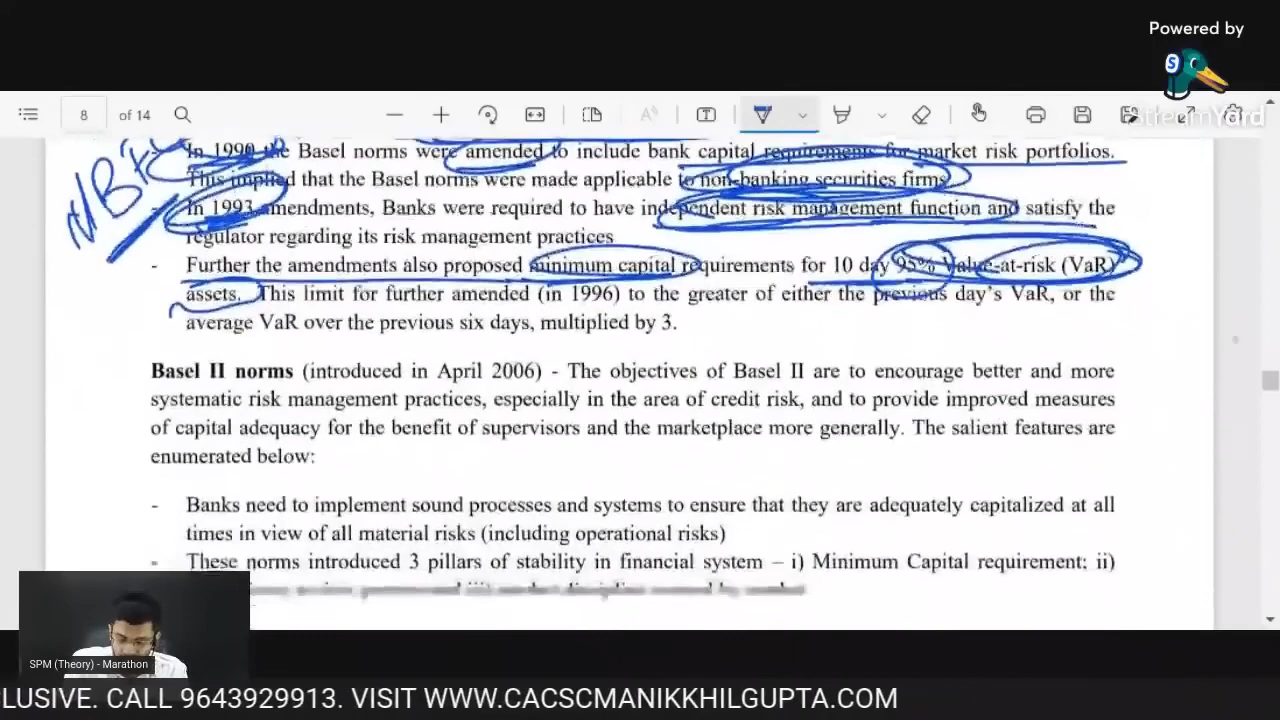 Powered by
S
StreamYard
8 of 14
In 1990 the Basel norms were amended to include bank capital requirements for market risk portfolios.
This implied that the Basel norms were made applicable to non-banking securities firms
- In 1993 amendments, Banks were required to have independent risk management function and satisfy the
regulator regarding its risk management practices
- Further the amendments also proposed minimum capital requirements for 10 day 95% Value-at-risk (VaR)
assets. This limit for further amended (in 1996) to the greater of either the previous day's VaR, or the
average VaR over the previous six days, multiplied by 3.
Basel II norms (introduced in April 2006) - The objectives of Basel II are to encourage better and more
systematic risk management practices, especially in the area of credit risk, and to provide improved measures
of capital adequacy for the benefit of supervisors and the marketplace more generally. The salient features are
enumerated below:
- Banks need to implement sound processes and systems to ensure that they are adequately capitalized at all
times in view of all material risks (including operational risks)
- These norms introduced 3 pillars of stability in financial system – i) Minimum Capital requirement; ii)
SPM (Theory) - Marathon
LUSIVE. CALL 9643929913. VISIT WWW.CACSCMANIKKHILGUPTA.COM